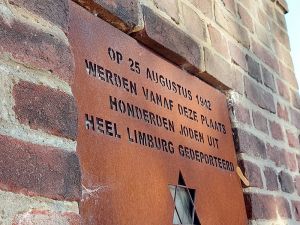 OP 25 AUGUSTUS 1942
WERDEN VANAF DEZE PLAATS
HONDERDEN JODEN UIT
HEEL LIMBURG GEDEPORTEERD